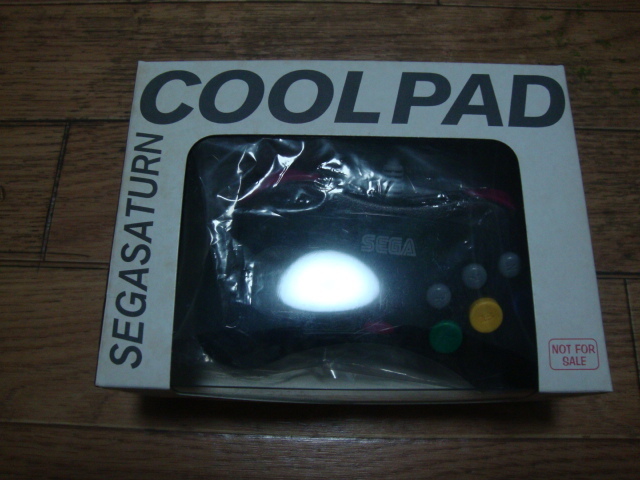 COOLPAD
SEGASATURN
SEGA
NOT FOR
SALE